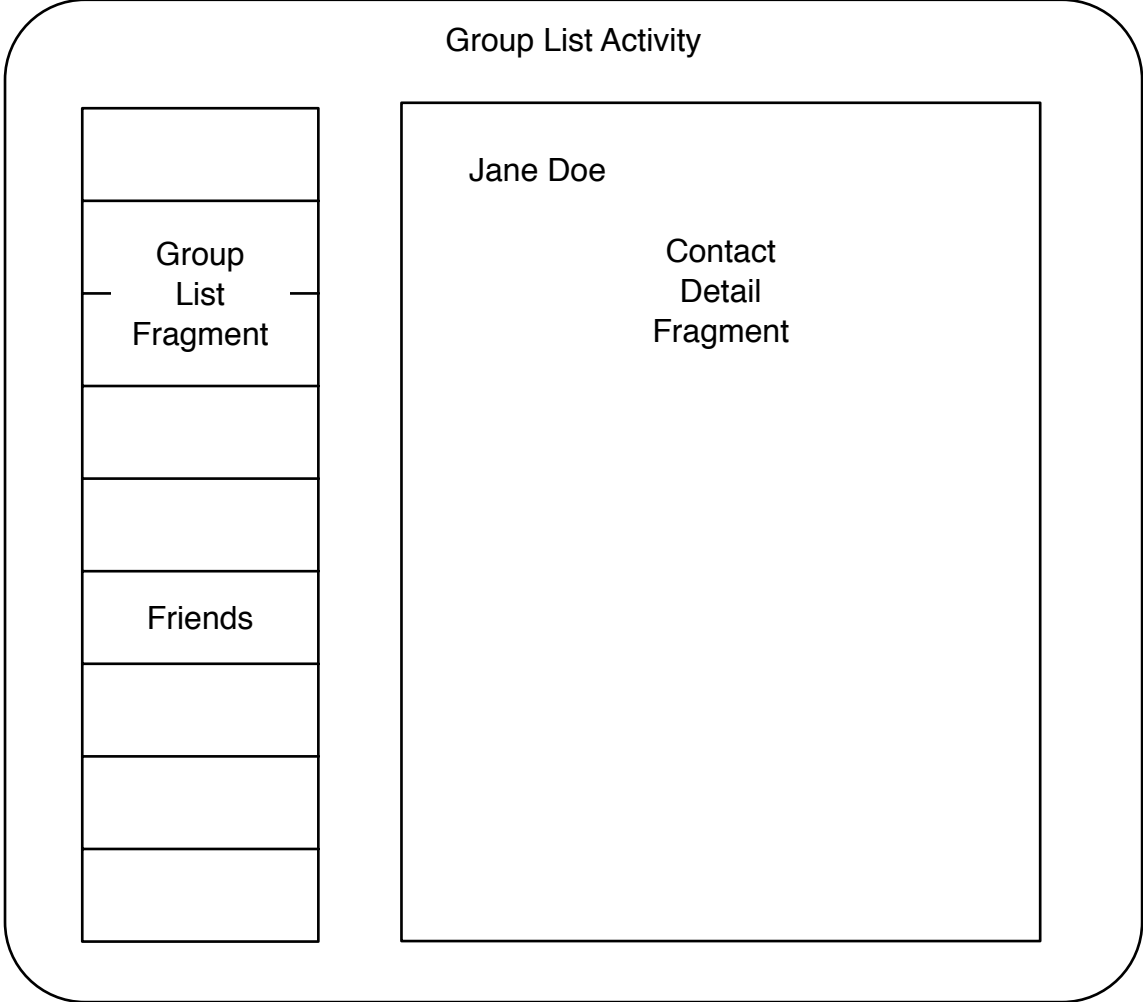 Group List Activity
Group
List
Fragment
Friends
Jane Doe
Contact
Detail
Fragment